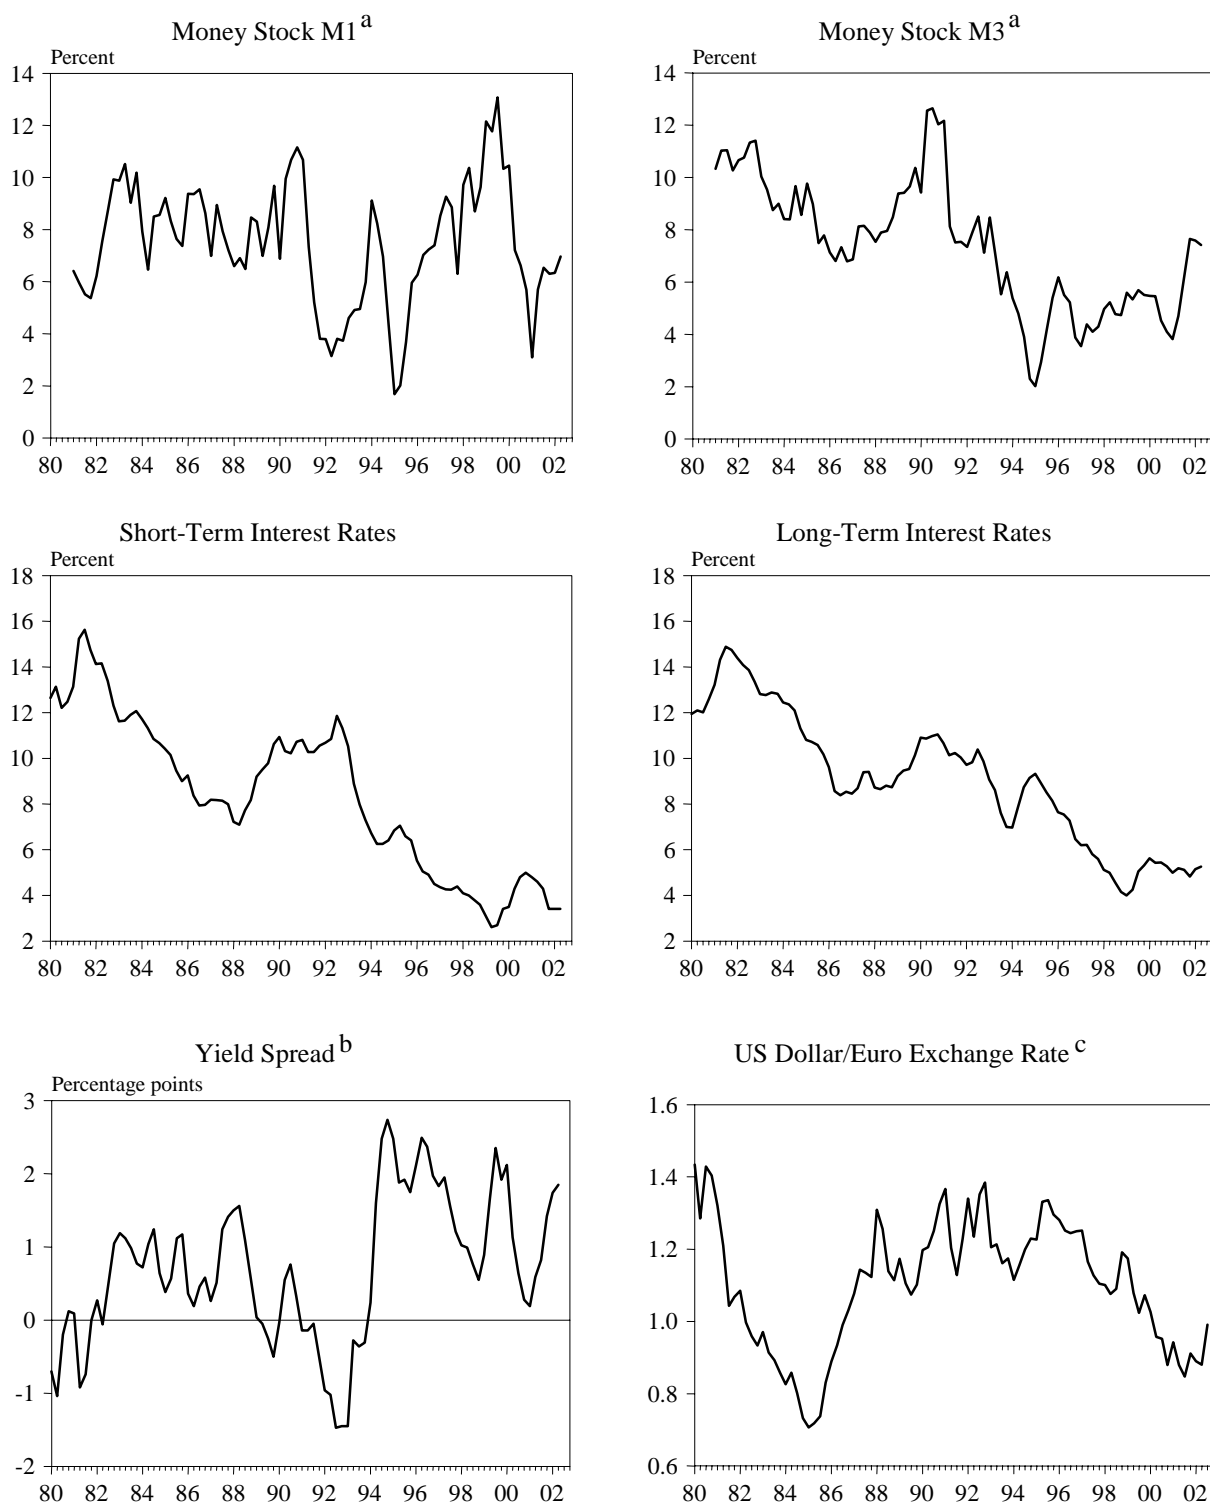 Money Stock M1 a
Percent
14
12
10
8
6
4
2
0
80 82 84 86 88 90 92 94 96 98 00 02
Money Stock M3 a
Percent
14
12
10
8
6
4
2
0
80 82 84 86 88 90 92 94 96 98 00 02
Short-Term Interest Rates
Percent
18
16
14
12
10
8
6
4
2
80 82 84 86 88 90 92 94 96 98 00 02
Long-Term Interest Rates
Percent
18
16
14
12
10
8
6
4
2
80 82 84 86 88 90 92 94 96 98 00 02
Yield Spread b
Percentage points
3
2
1
0
-1
-2
80 82 84 86 88 90 92 94 96 98 00 02
US Dollar/Euro Exchange Rate c
1.6
1.4
1.2
1.0
0.8
0.6
80 82 84 86 88 90 92 94 96 98 00 02